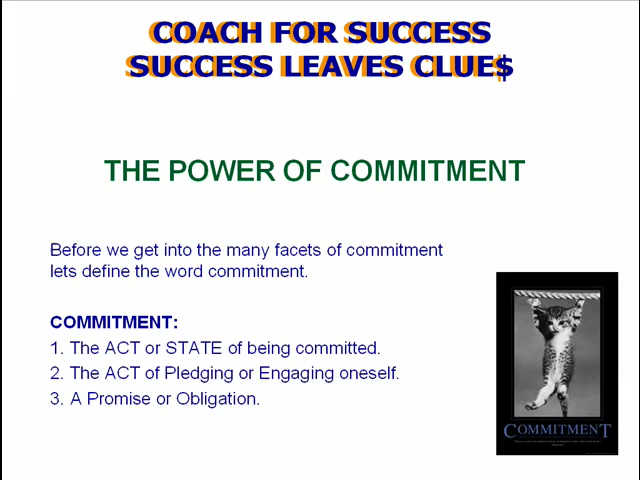 COACH FOR SUCCESS
SUCCESS LEAVES CLUE$
THE POWER OF COMMITMENT
Before we get into the many facets of commitment
lets define the word commitment.
COMMITMENT:
1. The ACT or STATE of being committed.
2. The ACT of Pledging or Engaging oneself.
3. A Promise or Obligation.
COMMITMENT